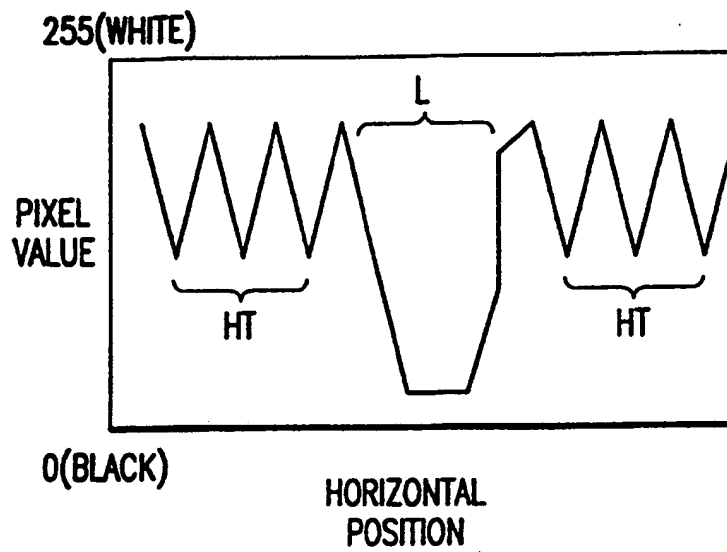 255(WHITE)
L
PIXEL
VALUE
HT
HT
0(BLACK)
HORIZONTAL
POSITION